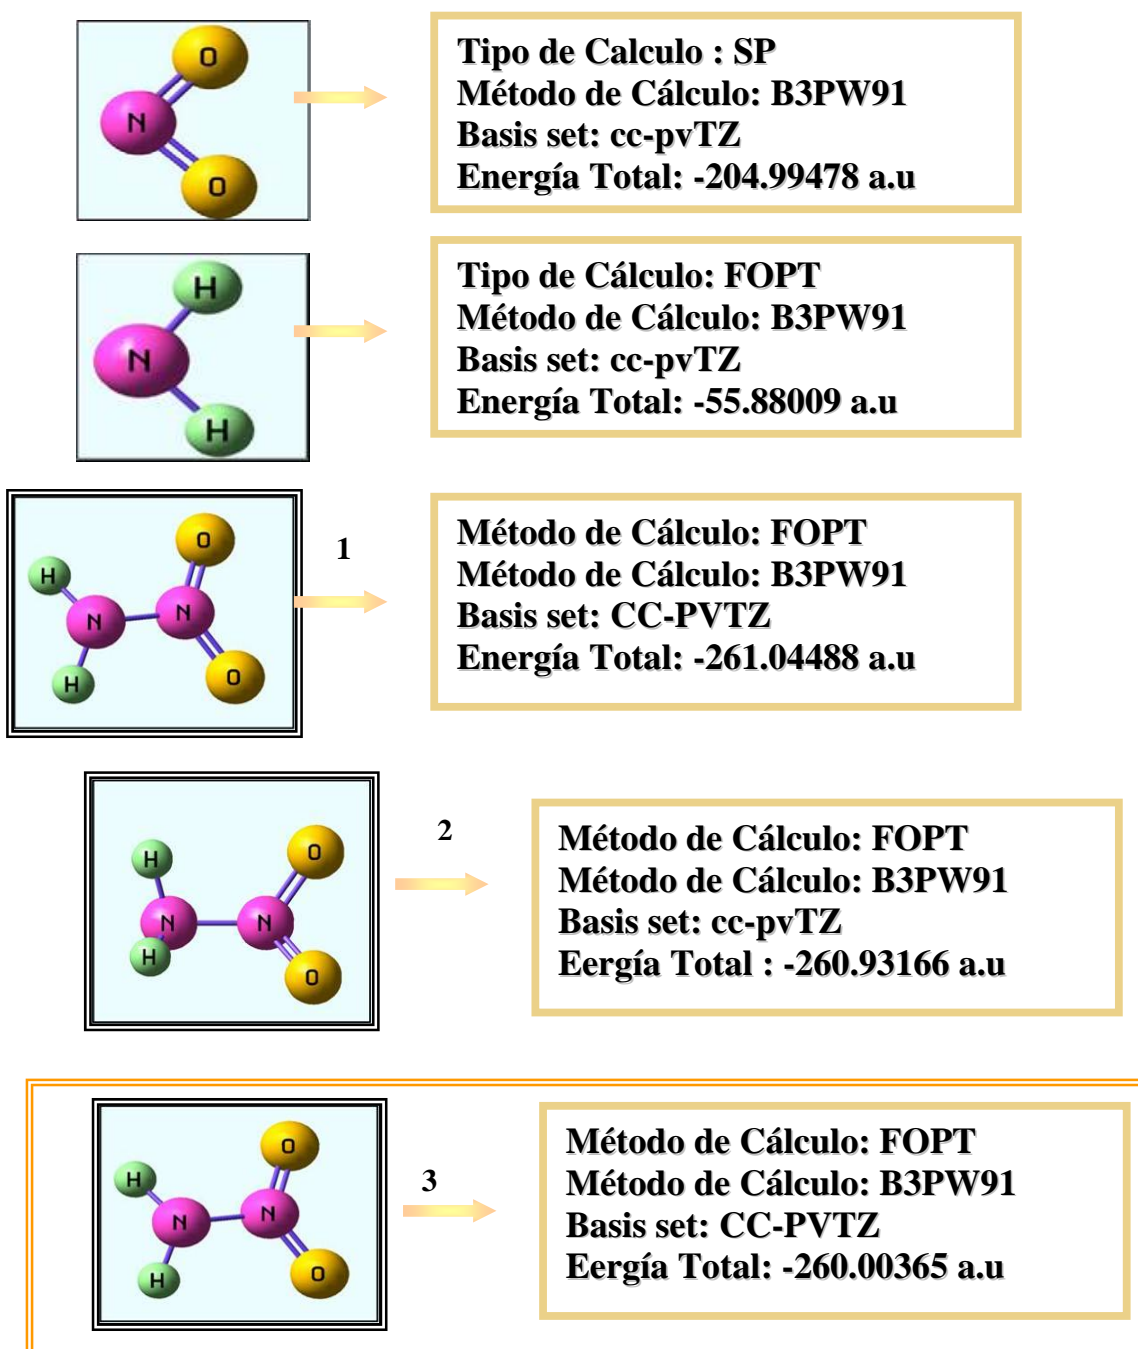 O
N
O
Tipo de Calculo : SP
Método de Cálculo: B3PW91
Basis set: cc-pvTZ
Energía Total: -204.99478 a.u
H
N
H
Tipo de Cálculo: FOPT
Método de Cálculo: B3PW91
Basis set: cc-pvTZ
Energía Total: -55.88009 a.u
O
H
N N
H
O
1
Método de Cálculo: FOPT
Método de Cálculo: B3PW91
Basis set: CC-PVTZ
Energía Total: -261.04488 a.u
H
O
N N
H
O
2
Método de Cálculo: FOPT
Método de Cálculo: B3PW91
Basis set: cc-pvTZ
Eergía Total : -260.93166 a.u
O
H
N N
H
O
3
Método de Cálculo: FOPT
Método de Cálculo: B3PW91
Basis set: CC-PVTZ
Eergía Total: -260.00365 a.u